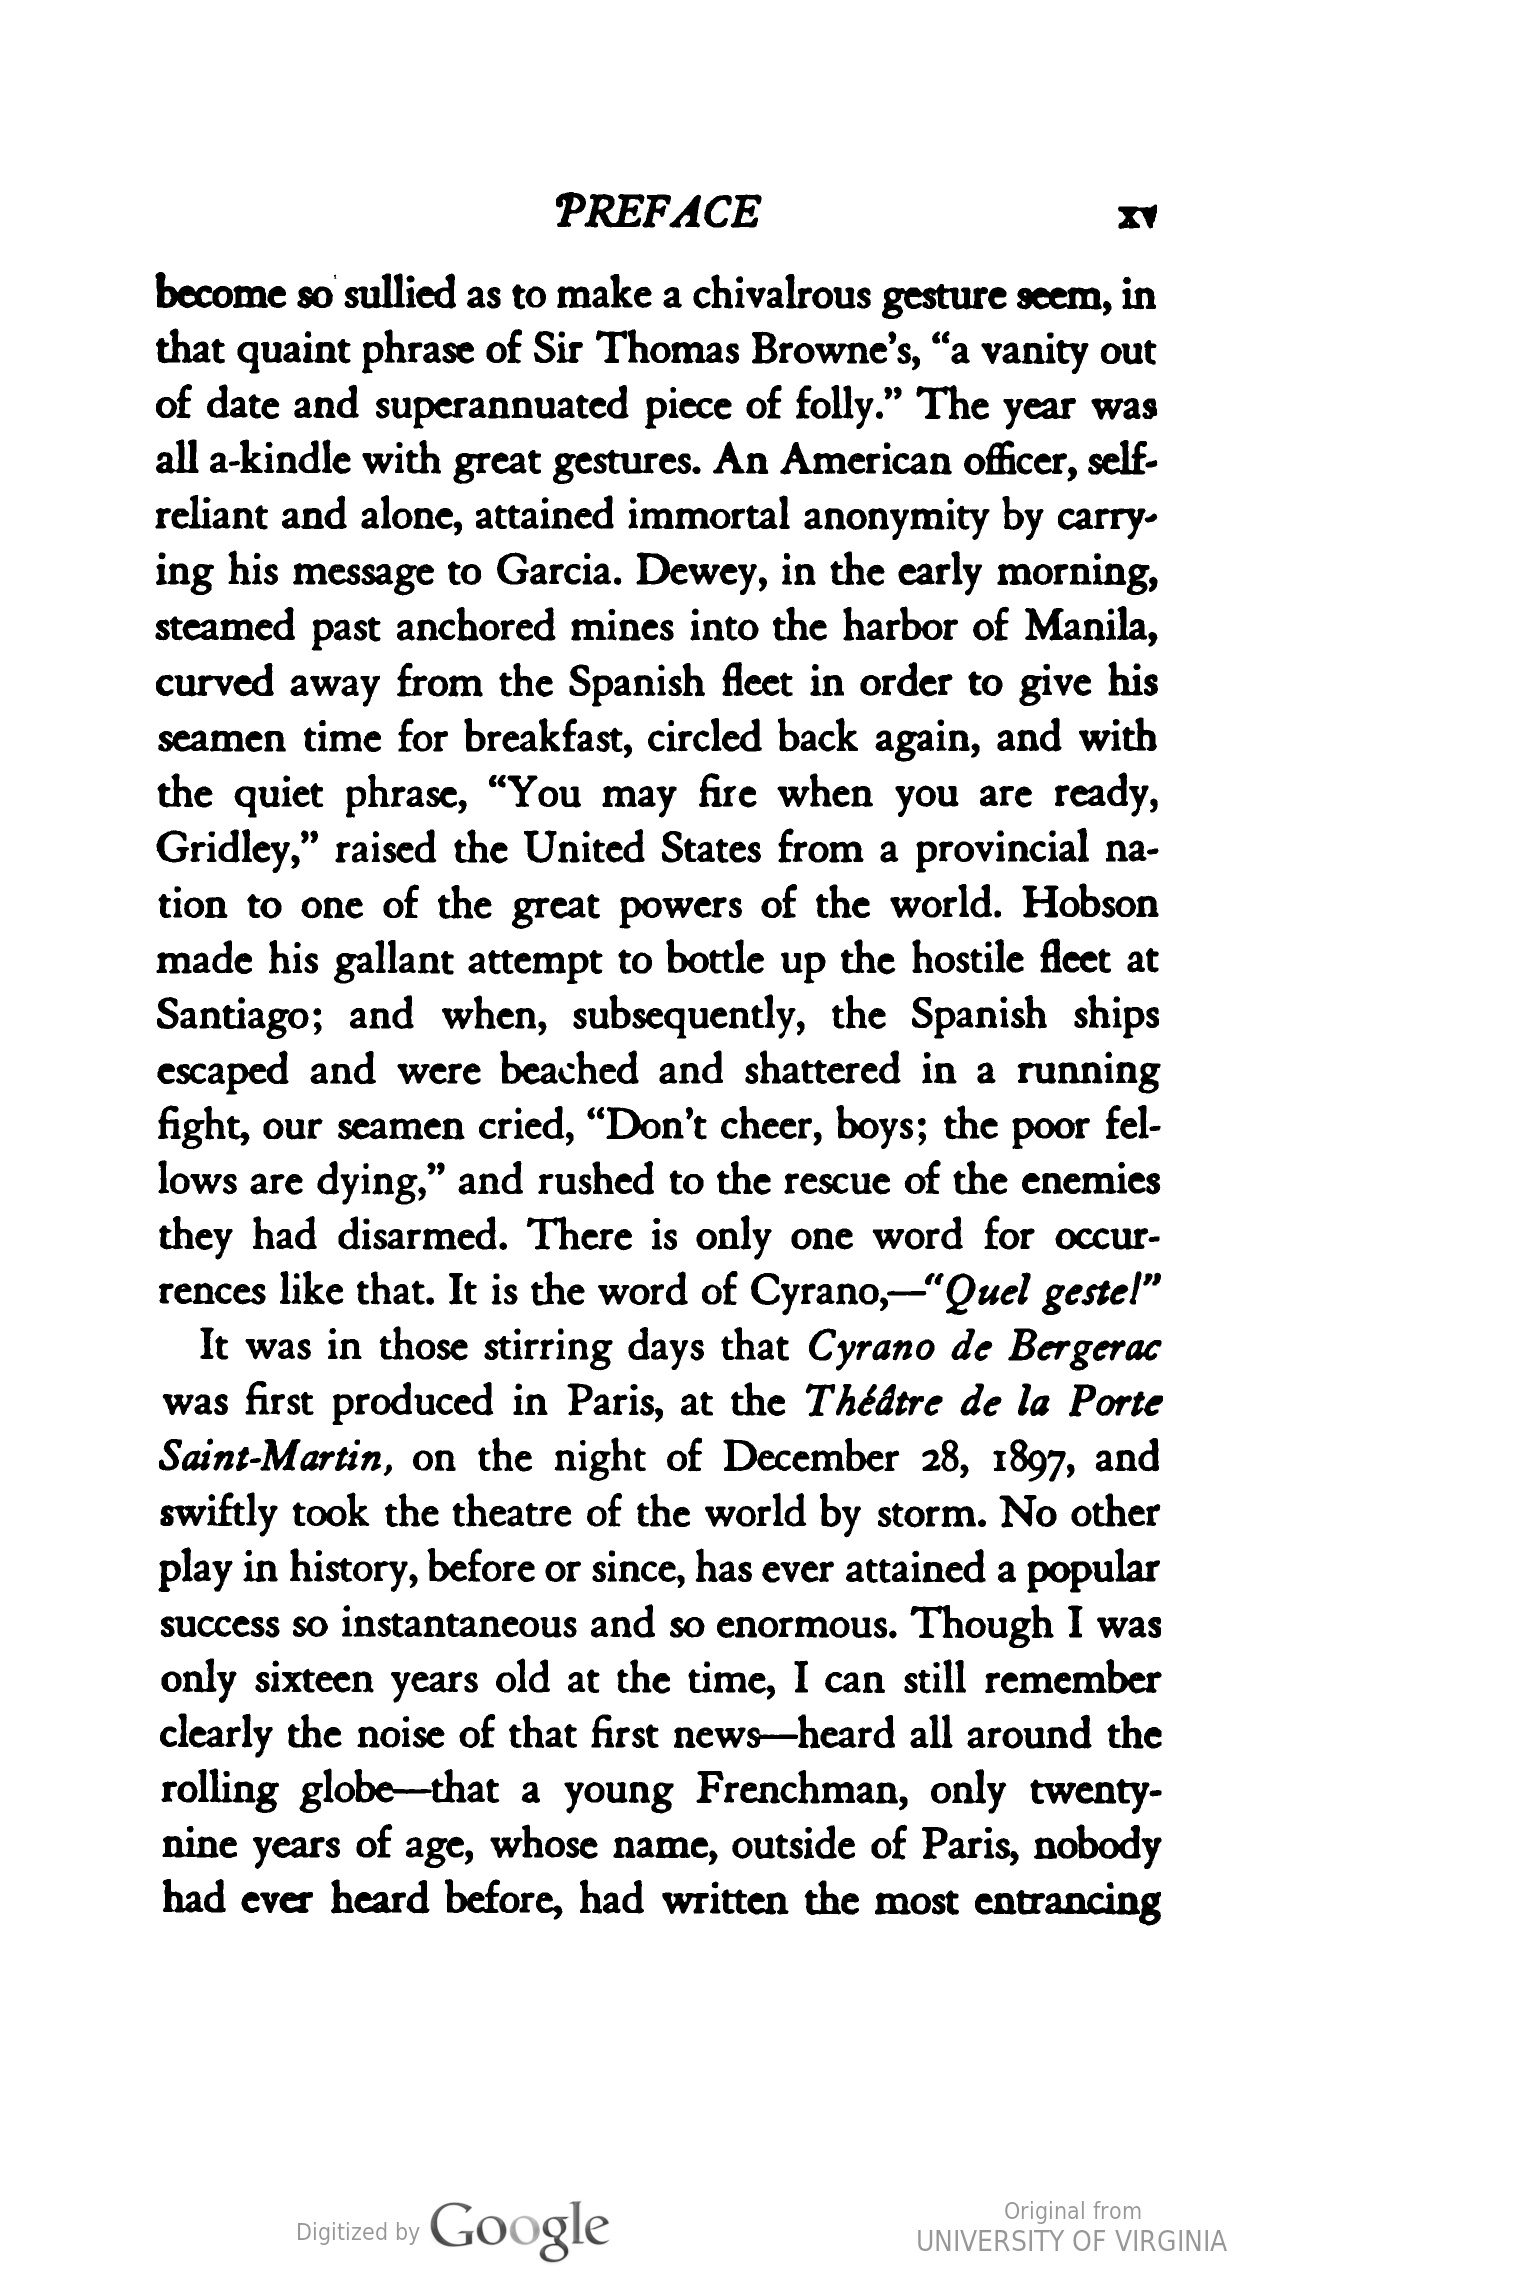 PREFACE xv
become so sullied as to make a chivalrous gesture seem, in
that quaint phrase of Sir Thomas Browne's, “a vanity out
of date and superannuated piece of folly.” The year was
all a-kindle with great gestures. An American officer, self-
reliant and alone, attained immortal anonymity by carry-
ing his message to Garcia. Dewey, in the early morning,
steamed past anchored mines into the harbor of Manila,
curved away from the Spanish fleet in order to give his
seamen time for breakfast, circled back again, and with
the quiet phrase, “You may fire when you are ready,
Gridley,” raised the United States from a provincial na-
tion to one of the great powers of the world. Hobson
made his gallant attempt to bottle up the hostile fleet at
Santiago; and when, subsequently, the Spanish ships
escaped and were beached and shattered in a running
fight, our seamen cried, “Don't cheer, boys; the poor fel-
lows are dying,” and rushed to the rescue of the enemies
they had disarmed. There is only one word for occur-
rences like that. It is the word of Cyrano,—“Quel geste!”
It was in those stirring days that Cyrano de Bergerac
was first produced in Paris, at the Théâtre de la Porte
Saint-Martin, on the night of December 28, 1897, and
swiftly took the theatre of the world by storm. No other
play in history, before or since, has ever attained a popular
success so instantaneous and so enormous. Though I was
only sixteen years old at the time, I can still remember
clearly the noise of that first news—heard all around the
rolling globe—that a young Frenchman, only twenty-
nine years of age, whose name, outside of Paris, nobody
had ever heard before, had written the most entrancing
Digitized by Google
Original from
UNIVERSITY OF VIRGINIA